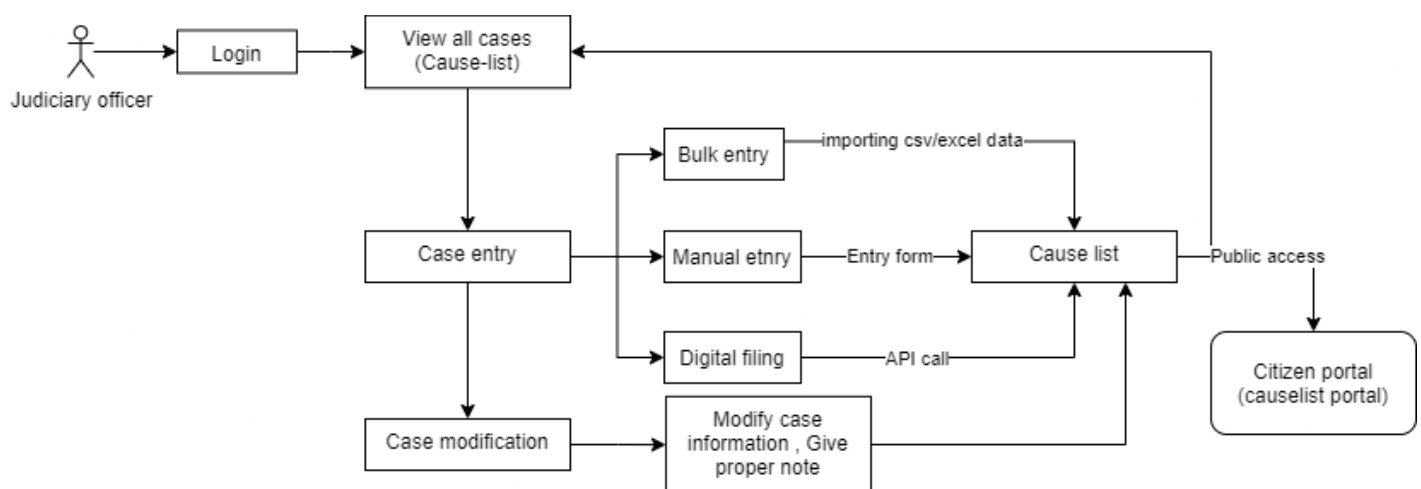 Judiciary officer
Login
View all cases
(Cause-list)
Bulk entry
importing csv/excel data
Case entry
Manual etnry
Entry form
Cause list
Public access
Digital filing
API call
Citizen portal
(causelist portal)
Case modification
Modify case
information , Give
proper note